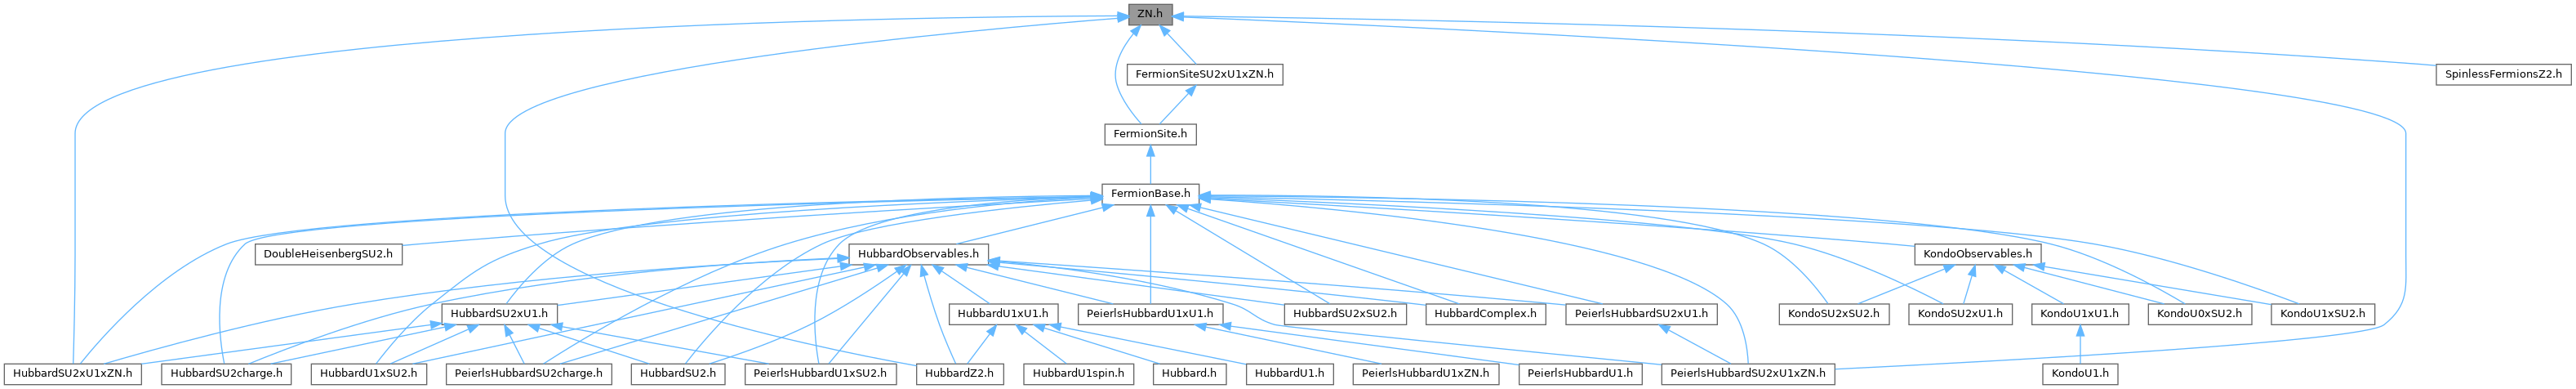 ZN.h
FermionSiteSU2xU1xZN.h
SpinlessFermionsZ2.h
FermionSite.h
FermionBase.h
DoubleHeisenbergSU2.h
HubbardObservables.h
KondoObservables.h
HubbardSU2xU1.h
HubbardU1xU1.h
PeierlsHubbardU1xU1.h
HubbardSU2xSU2.h
HubbardComplex.h
PeierlsHubbardSU2xU1.h
KondoSU2xSU2.h
KondoSU2xU1.h
KondoU1xU1.h
KondoU0xSU2.h
KondoU1xSU2.h
HubbardSU2xU1xZN.h
HubbardSU2charge.h
HubbardU1xSU2.h
PeierlsHubbardSU2charge.h
HubbardSU2.h
PeierlsHubbardU1xSU2.h
HubbardZ2.h
HubbardU1spin.h
Hubbard.h
HubbardU1.h
PeierlsHubbardU1xZN.h
PeierlsHubbardU1.h
PeierlsHubbardSU2xU1xZN.h
KondoU1.h